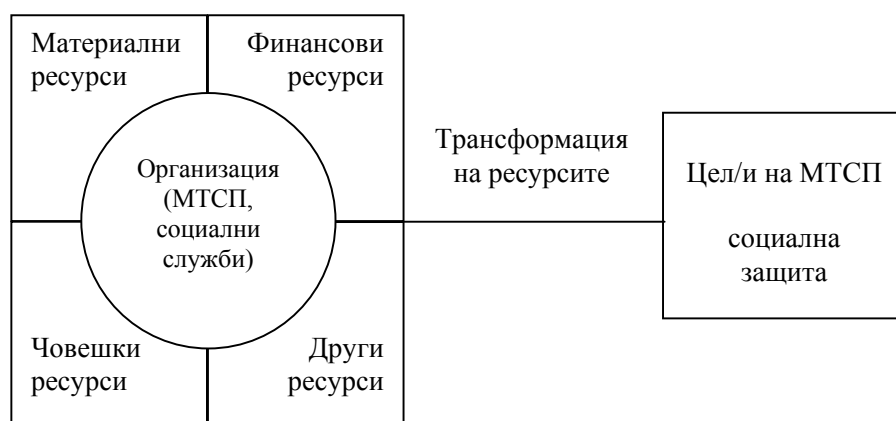 Материални
ресурси
Финансови
ресурси
Организация
(МТСП,
социални
служби)
Човешки
ресурси
Други
ресурси
Трансформация
на ресурсите
Цел/и на МТСП
социална
защита